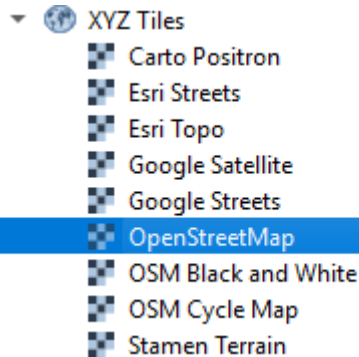 XYZ Tiles
Carto Positron
Esri Streets
Esri Topo
Google Satellite
Google Streets
OpenStreetMap
OSM Black and White
OSM Cycle Map
Stamen Terrain